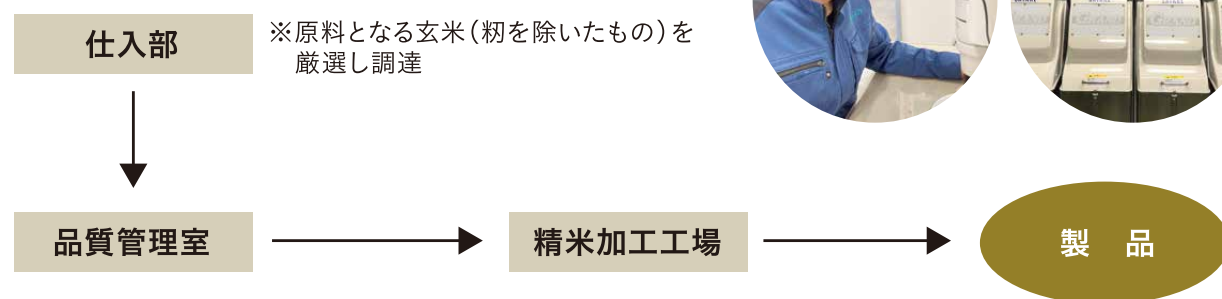 仕入部
※原料となる玄米(籾を除いたもの)を
厳選し調達
品質管理室
精米加工工場
製　品